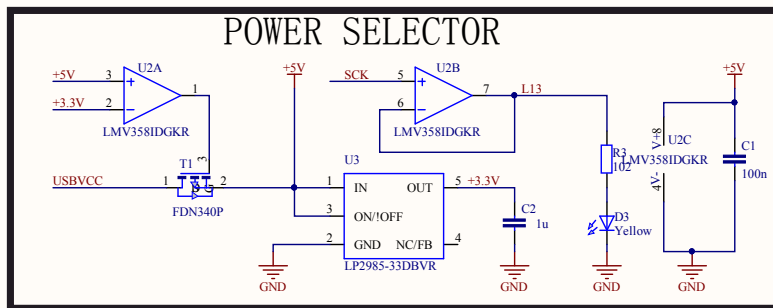 POWER SELECTOR
U2A
+5V 3 1
+3.3V 2
LMV358IDGKR
+5V
U2B
SCK 5 7 L13
6
LMV358IDGKR
+5V
V+8
U2C
LMV358IDGKR
4V-
C1
100n
R3
102
T1
3
USBVCC 1 2
FDN340P
U3
1 IN OUT 5 +3.3V
3 ON/!OFF
2 GND NC/FB 4
LP2985-33DBVR
C2
1u
D3
Yellow
GND
GND
GND
GND